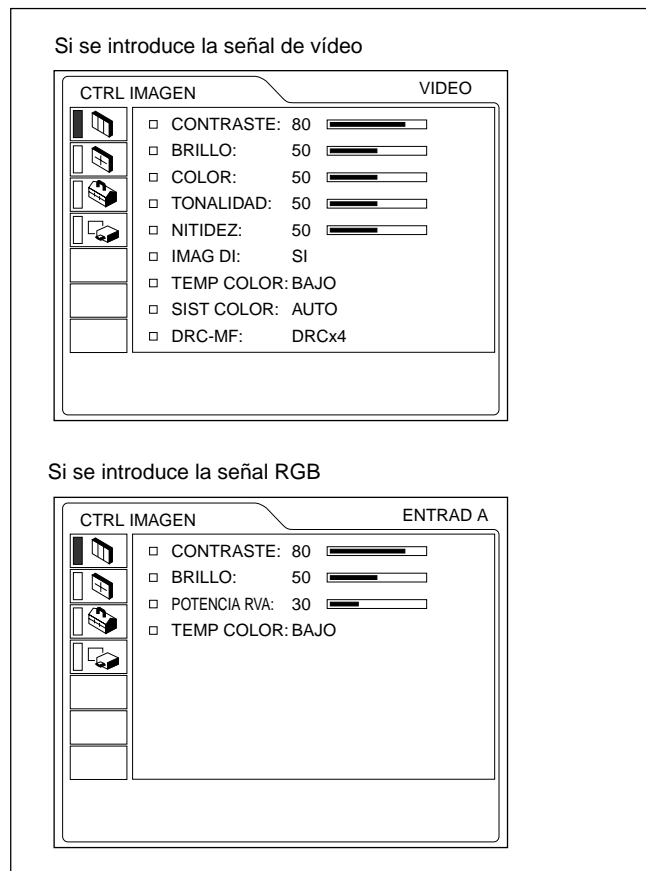 Si se introduce la señal de vídeo
CTRL IMAGEN VIDEO
CONTRASTE: 80
BRILLO: 50
COLOR: 50
TONALIDAD: 50
NITIDEZ: 50
IMAG DI: SI
TEMP COLOR: BAJO
SIST COLOR: AUTO
DRC-MF: DRCx4
Si se introduce la señal RGB
CTRL IMAGEN ENTRAD A
CONTRASTE: 80
BRILLO: 50
POTENCIA RVA: 30
TEMP COLOR: BAJO